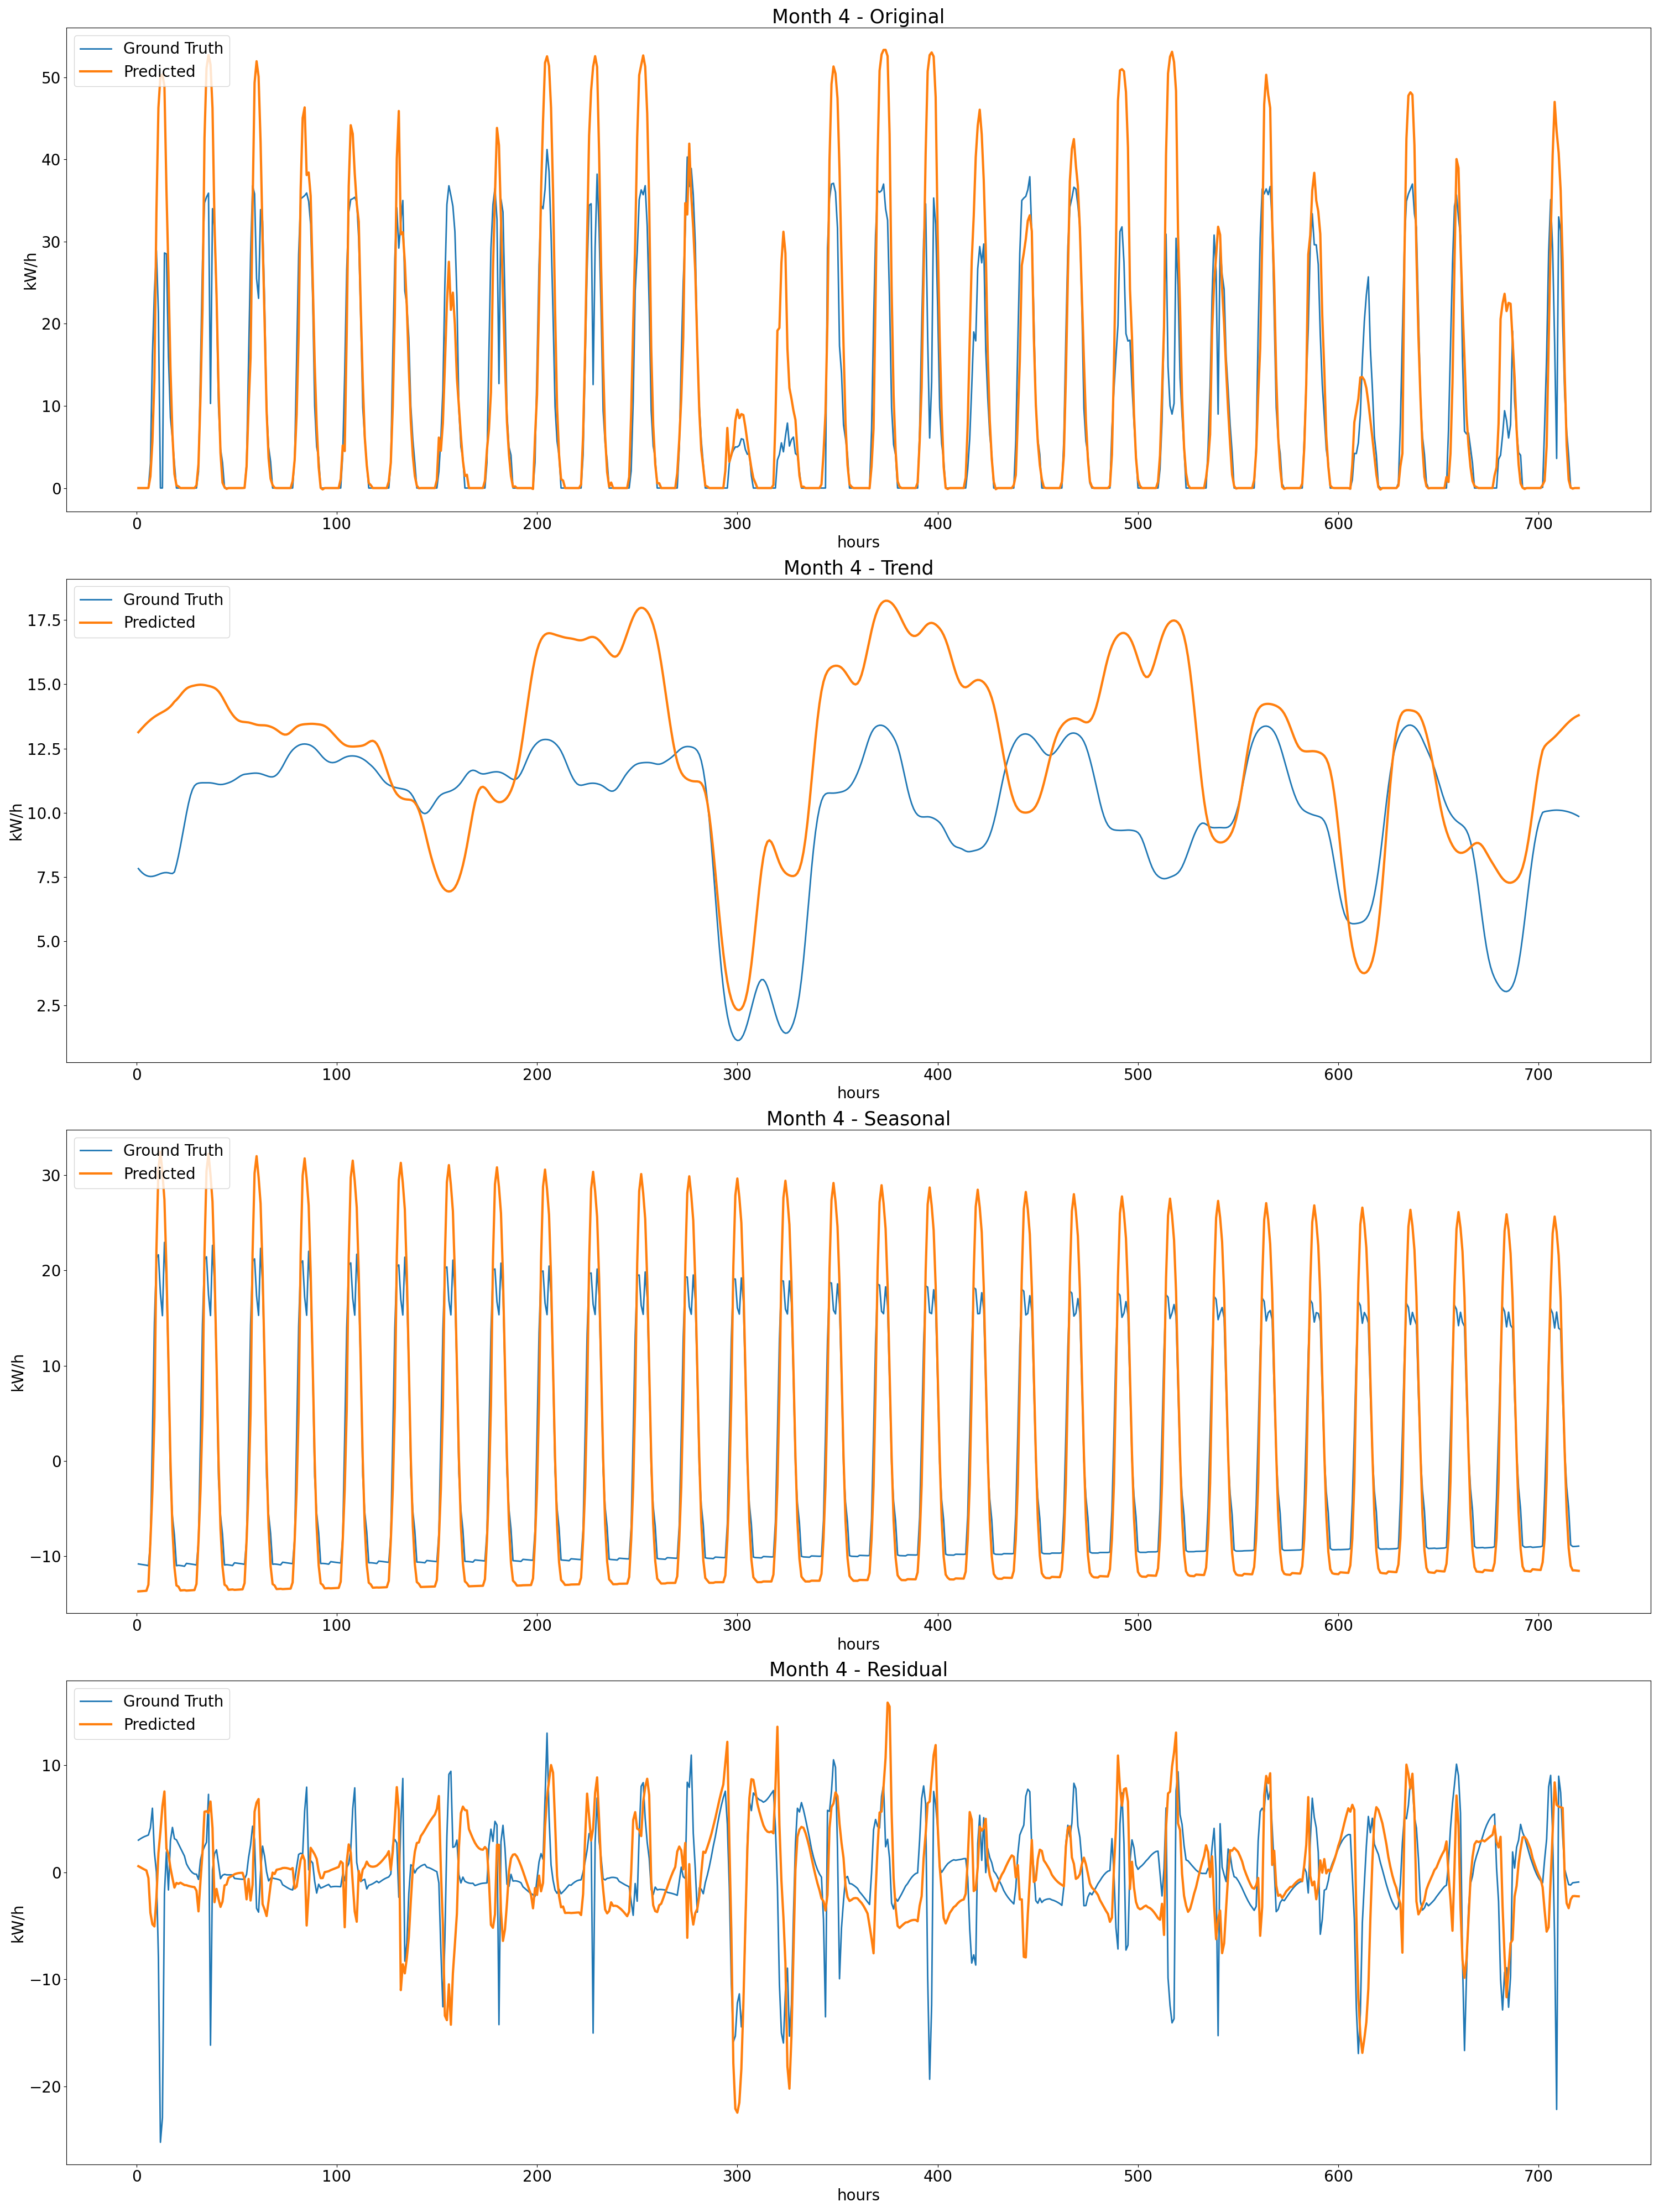 Month 4 - Original
Ground Truth
Predicted
kW/h
50
40
30
20
10
0
0 100 200 300 400 500 600 700
hours
Month 4 - Trend
Ground Truth
Predicted
kW/h
17.5
15.0
12.5
10.0
7.5
5.0
2.5
0 100 200 300 400 500 600 700
hours
Month 4 - Seasonal
Ground Truth
Predicted
kW/h
30
20
10
0
−10
0 100 200 300 400 500 600 700
hours
Month 4 - Residual
Ground Truth
Predicted
kW/h
10
0
−10
−20
0 100 200 300 400 500 600 700
hours